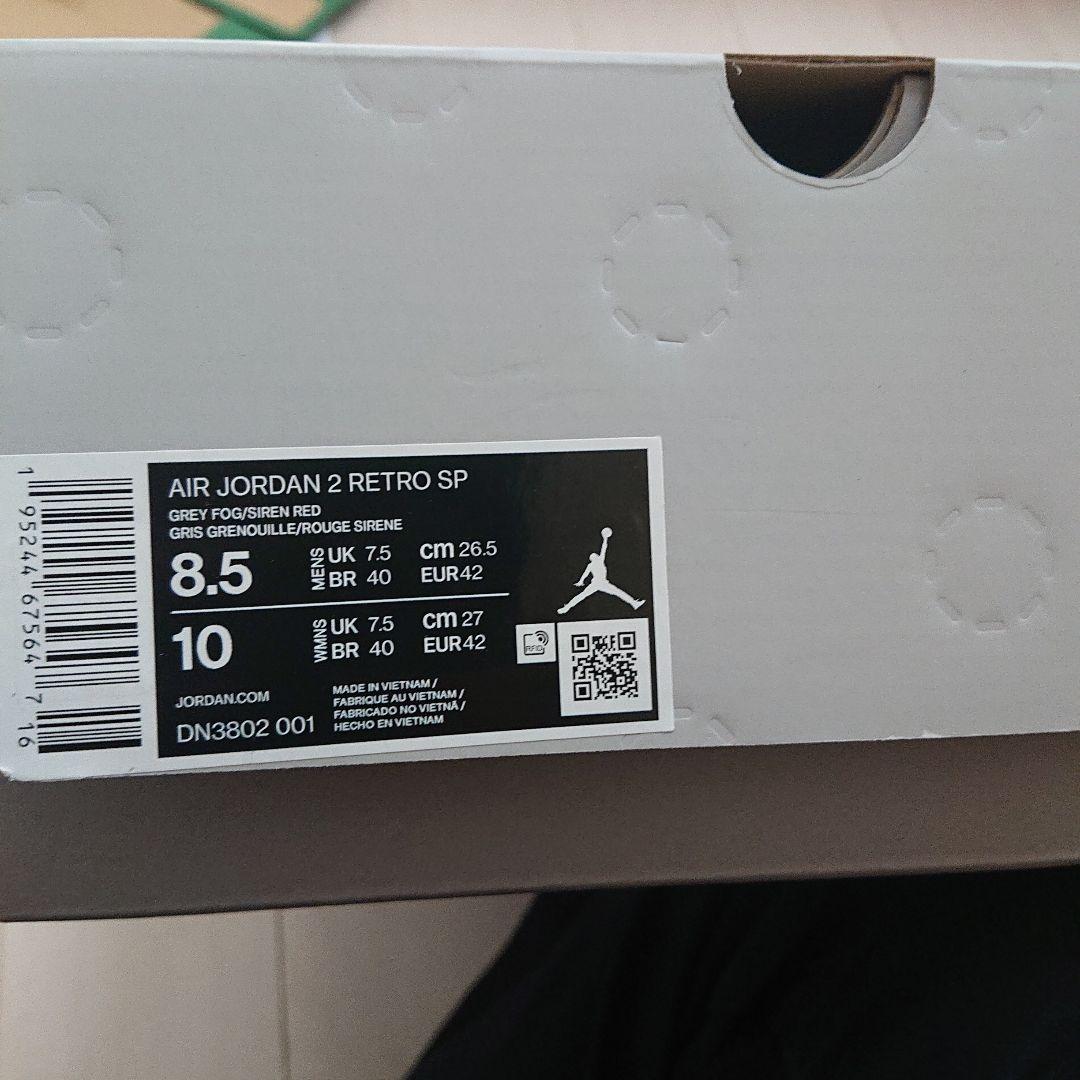 AIR JORDAN 2 RETRO SP
GREY FOG/SIREN RED
GRIS GRENOUILLE/ROUGE SIRENE
8.5 MENS UK 7.5 cm 26.5
BR 40 EUR 42
10 WMNS UK 7.5 cm 27
BR 40 EUR 42
RFID
JORDAN.COM
DN3802 001
MADE IN VIETNAM /
FABRIQUE AU VIETNAM /
FABRICADO NO VIETNÃ /
HECHO EN VIETNAM
1 95244 67564 7 16